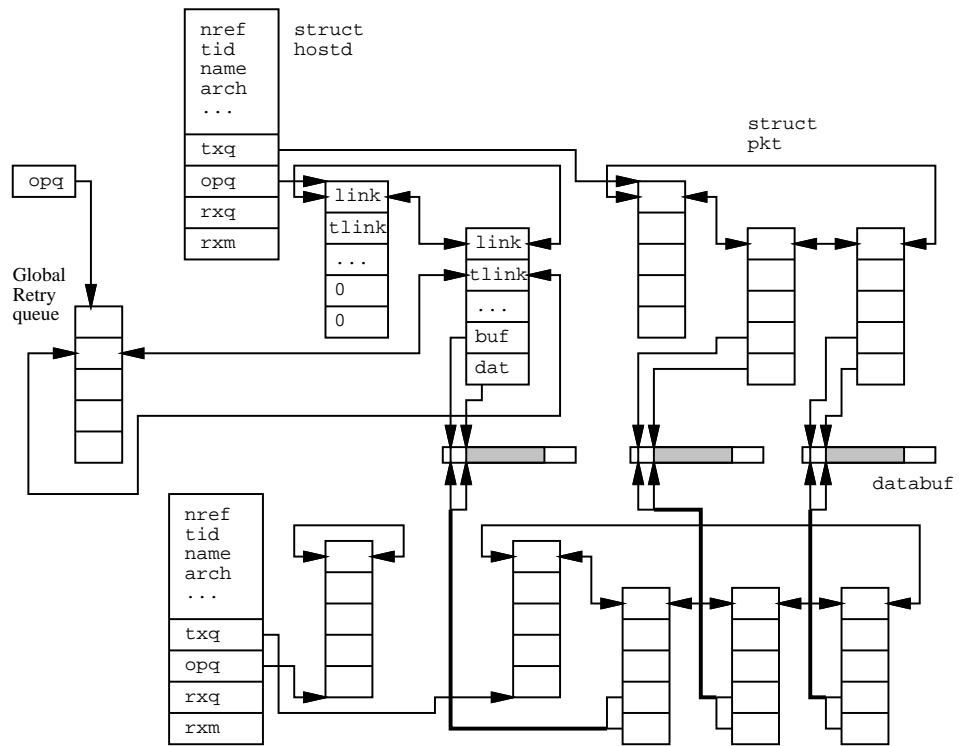 nref
tid
name
arch
...
txq
opq
rxq
rxm
struct
hostd
struct
pkt
opq
Global
Retry
queue
link
tlink
...
0
0
link
tlink
...
buf
dat
databuf
nref
tid
name
arch
...
txq
opq
rxq
rxm